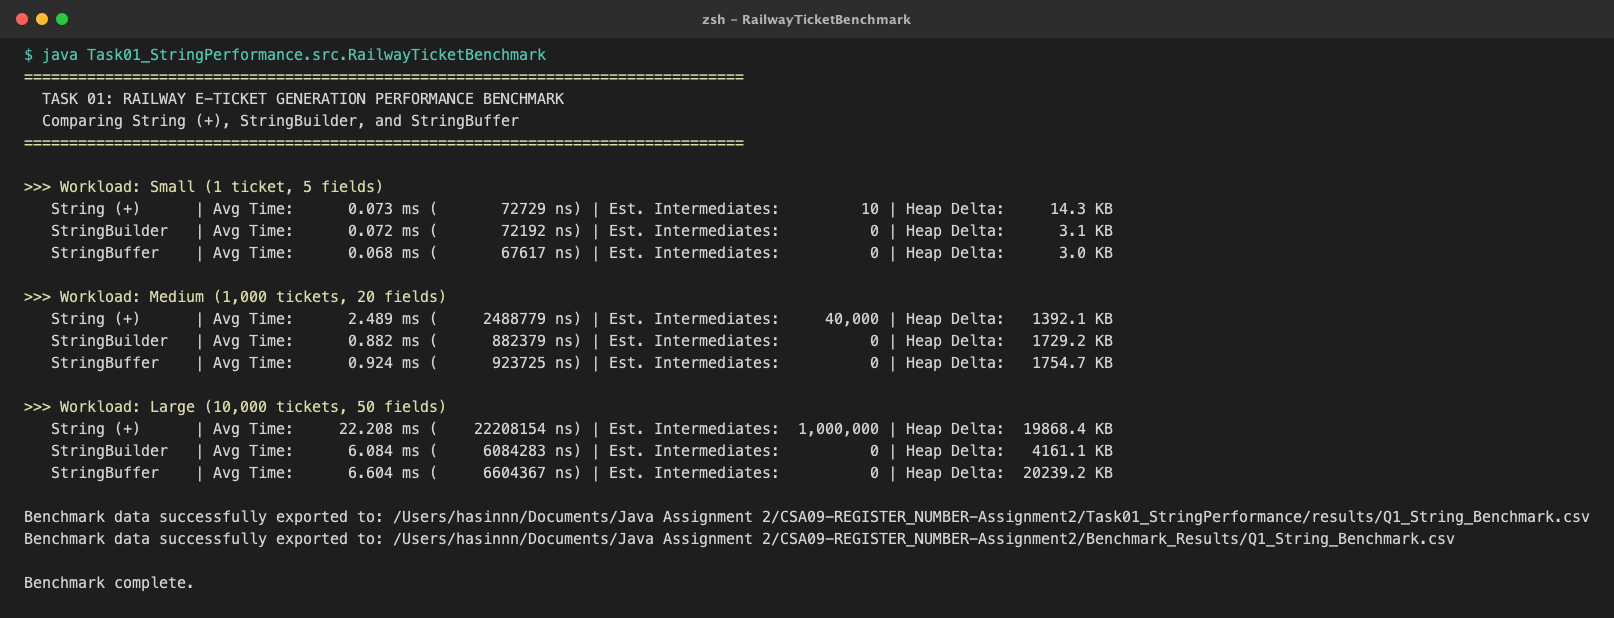 zsh – RailwayTicketBenchmark
$ java Task01_StringPerformance.src.RailwayTicketBenchmark
================================================================================
  TASK 01: RAILWAY E-TICKET GENERATION PERFORMANCE BENCHMARK
  Comparing String (+), StringBuilder, and StringBuffer
================================================================================
>>> Workload: Small (1 ticket, 5 fields)
   String (+)      | Avg Time:      0.073 ms (       72729 ns) | Est. Intermediates:         10 | Heap Delta:     14.3 KB
   StringBuilder   | Avg Time:      0.072 ms (       72192 ns) | Est. Intermediates:          0 | Heap Delta:      3.1 KB
   StringBuffer    | Avg Time:      0.068 ms (       67617 ns) | Est. Intermediates:          0 | Heap Delta:      3.0 KB
>>> Workload: Medium (1,000 tickets, 20 fields)
   String (+)      | Avg Time:      2.489 ms (     2488779 ns) | Est. Intermediates:     40,000 | Heap Delta:   1392.1 KB
   StringBuilder   | Avg Time:      0.882 ms (      882379 ns) | Est. Intermediates:          0 | Heap Delta:   1729.2 KB
   StringBuffer    | Avg Time:      0.924 ms (      923725 ns) | Est. Intermediates:          0 | Heap Delta:   1754.7 KB
>>> Workload: Large (10,000 tickets, 50 fields)
   String (+)      | Avg Time:     22.208 ms (    22208154 ns) | Est. Intermediates:  1,000,000 | Heap Delta:  19868.4 KB
   StringBuilder   | Avg Time:      6.084 ms (     6084283 ns) | Est. Intermediates:          0 | Heap Delta:   4161.1 KB
   StringBuffer    | Avg Time:      6.604 ms (     6604367 ns) | Est. Intermediates:          0 | Heap Delta:  20239.2 KB
Benchmark data successfully exported to: /Users/hasinnn/Documents/Java Assignment 2/CSA09-REGISTER_NUMBER-Assignment2/Task01_StringPerformance/results/Q1_String_Benchmark.csv
Benchmark data successfully exported to: /Users/hasinnn/Documents/Java Assignment 2/CSA09-REGISTER_NUMBER-Assignment2/Benchmark_Results/Q1_String_Benchmark.csv
Benchmark complete.